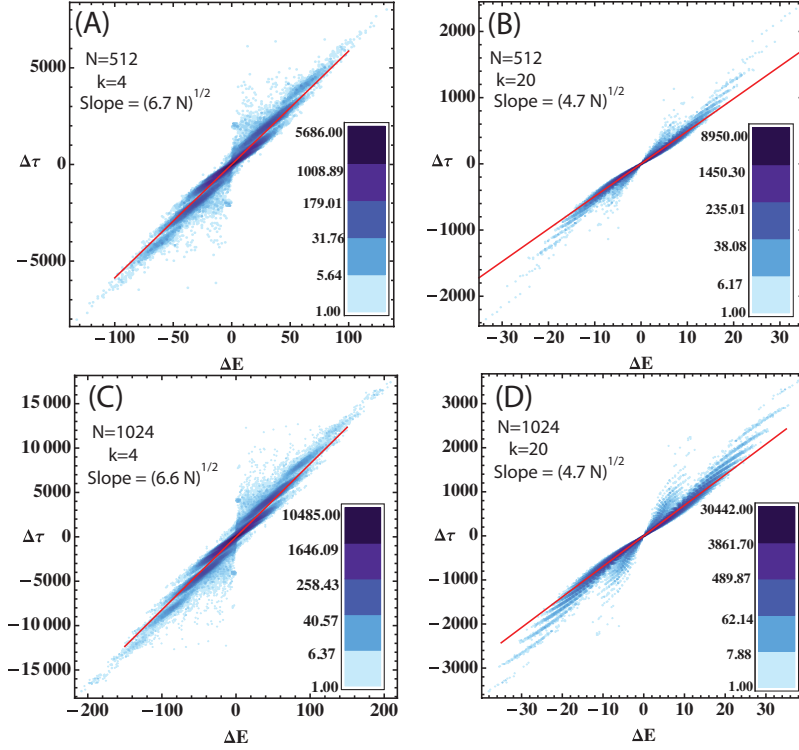 (A)
N=512
k=4
Slope = (6.7 N)^1/2
5000
0
−5000
Δτ
−100 −50 0 50 100
ΔE
5686.00
1008.89
179.01
31.76
5.64
1.00
(B)
N=512
k=20
Slope = (4.7 N)^1/2
2000
1000
0
−1000
−2000
Δτ
−30 −20 −10 0 10 20 30
ΔE
8950.00
1450.30
235.01
38.08
6.17
1.00
(C)
N=1024
k=4
Slope = (6.6 N)^1/2
15 000
10 000
5000
0
−5000
−10 000
−15 000
Δτ
−200 −100 0 100 200
ΔE
10485.00
1646.09
258.43
40.57
6.37
1.00
(D)
N=1024
k=20
Slope = (4.7 N)^1/2
3000
2000
1000
0
−1000
−2000
−3000
Δτ
−30 −20 −10 0 10 20 30
ΔE
30442.00
3861.70
489.87
62.14
7.88
1.00